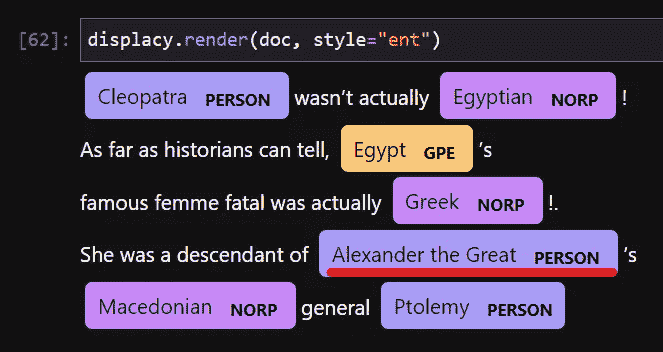 [62]: displacy.render(doc, style="ent")
Cleopatra PERSON wasn't actually Egyptian NORP !
As far as historians can tell, Egypt GPE 's
famous femme fatal was actually Greek NORP !.
She was a descendant of Alexander the Great PERSON 's
Macedonian NORP general Ptolemy PERSON